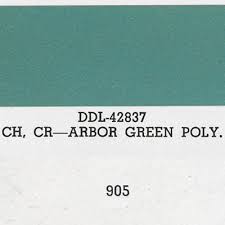 DDL-42837
CH, CR—ARBOR GREEN POLY.
905